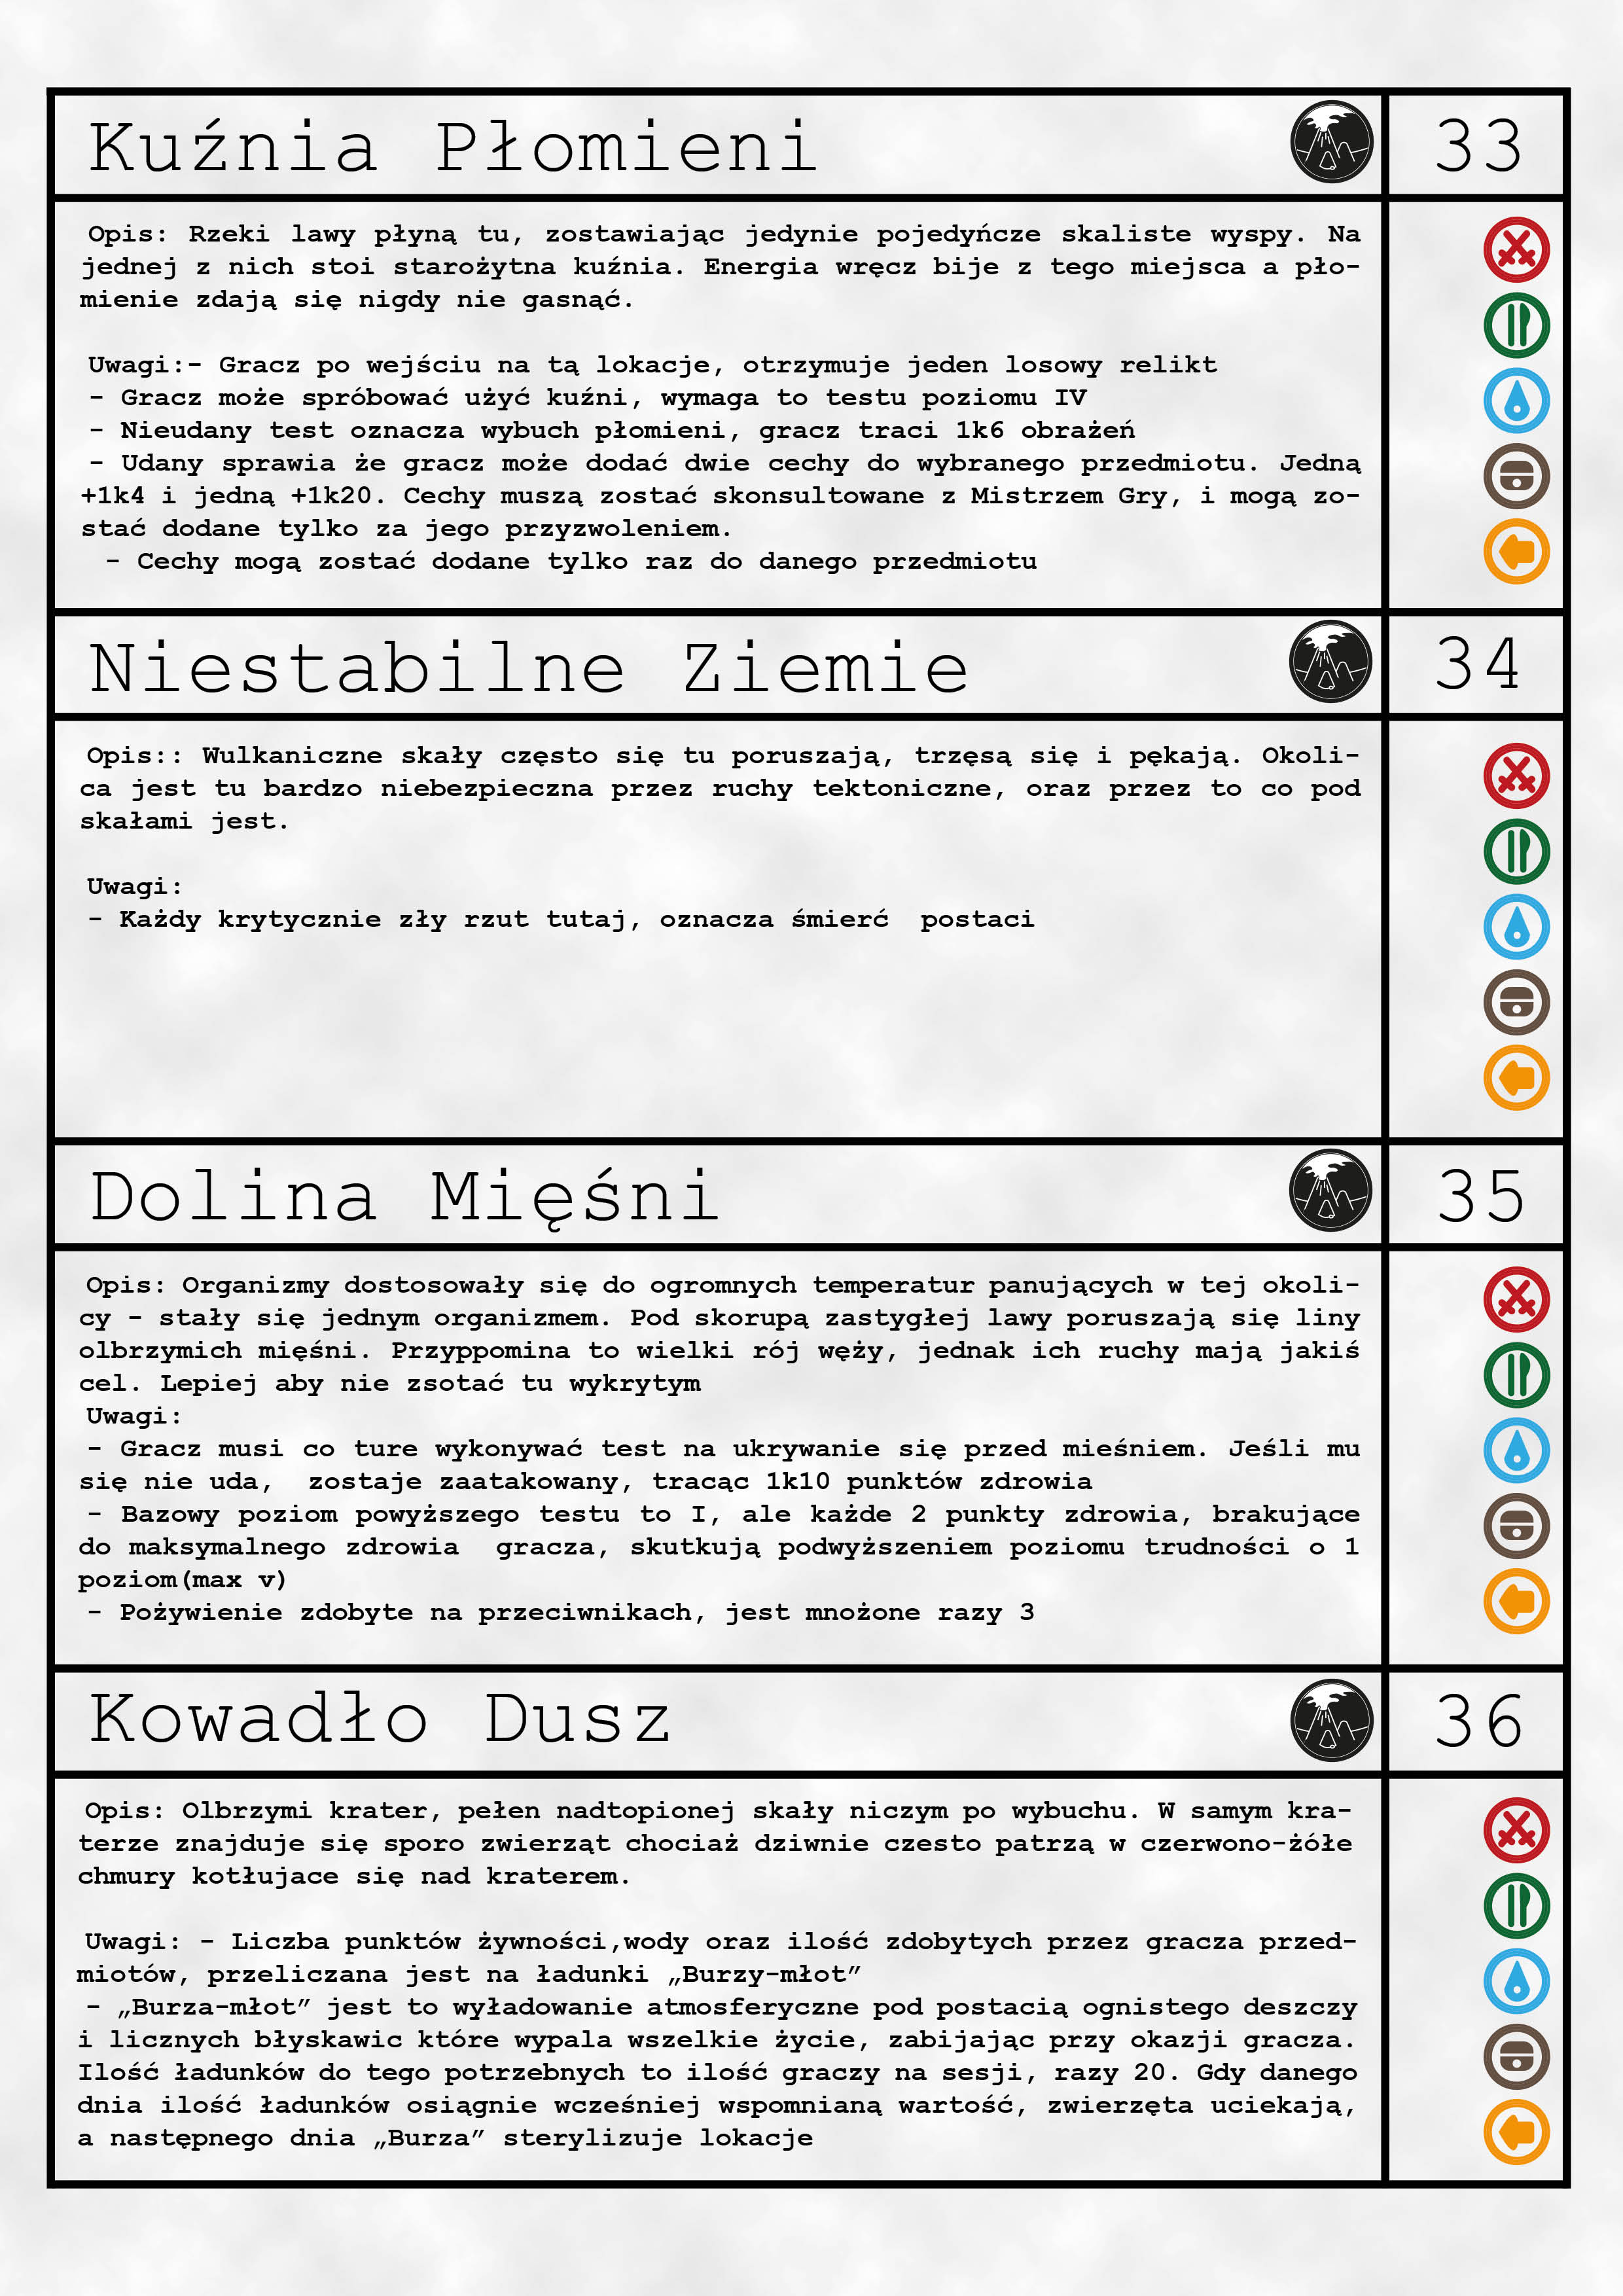 Kuźnia Płomieni
33
Opis: Rzeki lawy płyną tu, zostawiając jedynie pojedyńcze skaliste wyspy. Na
jednej z nich stoi starożytna kuźnia. Energia wręcz bije z tego miejsca a pło-
mienie zdają się nigdy nie gasnąć.
Uwagi:- Gracz po wejściu na tą lokacje, otrzymuje jeden losowy relikt
- Gracz może spróbować użyć kuźni, wymaga to testu poziomu IV
- Nieudany test oznacza wybuch płomieni, gracz traci 1k6 obrażeń
- Udany sprawia że gracz może dodać dwie cechy do wybranego przedmiotu. Jedną
+1k4 i jedną +1k20. Cechy muszą zostać skonsultowane z Mistrzem Gry, i mogą zo-
stać dodane tylko za jego przyzwoleniem.
- Cechy mogą zostać dodane tylko raz do danego przedmiotu
Niestabilne Ziemie
34
Opis:: Wulkaniczne skały często się tu poruszają, trzęsą się i pękają. Okoli-
ca jest tu bardzo niebezpieczna przez ruchy tektoniczne, oraz przez to co pod
skałami jest.
Uwagi:
- Każdy krytycznie zły rzut tutaj, oznacza śmierć  postaci
Dolina Mięśni
35
Opis: Organizmy dostosowały się do ogromnych temperatur panujących w tej okoli-
cy - stały się jednym organizmem. Pod skorupą zastygłej lawy poruszają się liny
olbrzymich mięśni. Przyppomina to wielki rój węży, jednak ich ruchy mają jakiś
cel. Lepiej aby nie zsotać tu wykrytym
Uwagi:
- Gracz musi co ture wykonywać test na ukrywanie się przed mieśniem. Jeśli mu
się nie uda,  zostaje zaatakowany, tracąc 1k10 punktów zdrowia
- Bazowy poziom powyższego testu to I, ale każde 2 punkty zdrowia, brakujące
do maksymalnego zdrowia  gracza, skutkują podwyższeniem poziomu trudności o 1
poziom(max v)
- Pożywienie zdobyte na przeciwnikach, jest mnożone razy 3
Kowadło Dusz
36
Opis: Olbrzymi krater, pełen nadtopionej skały niczym po wybuchu. W samym kra-
terze znajduje się sporo zwierząt chociaż dziwnie czesto patrzą w czerwono-żółe
chmury kotłujace się nad kraterem.
Uwagi: - Liczba punktów żywności,wody oraz ilość zdobytych przez gracza przed-
miotów, przeliczana jest na ładunki „Burzy-młot”
- „Burza-młot” jest to wyładowanie atmosferyczne pod postacią ognistego deszczy
i licznych błyskawic które wypala wszelkie życie, zabijając przy okazji gracza.
Ilość ładunków do tego potrzebnych to ilość graczy na sesji, razy 20. Gdy danego
dnia ilość ładunków osiągnie wcześniej wspomnianą wartość, zwierzęta uciekają,
a następnego dnia „Burza” sterylizuje lokacje